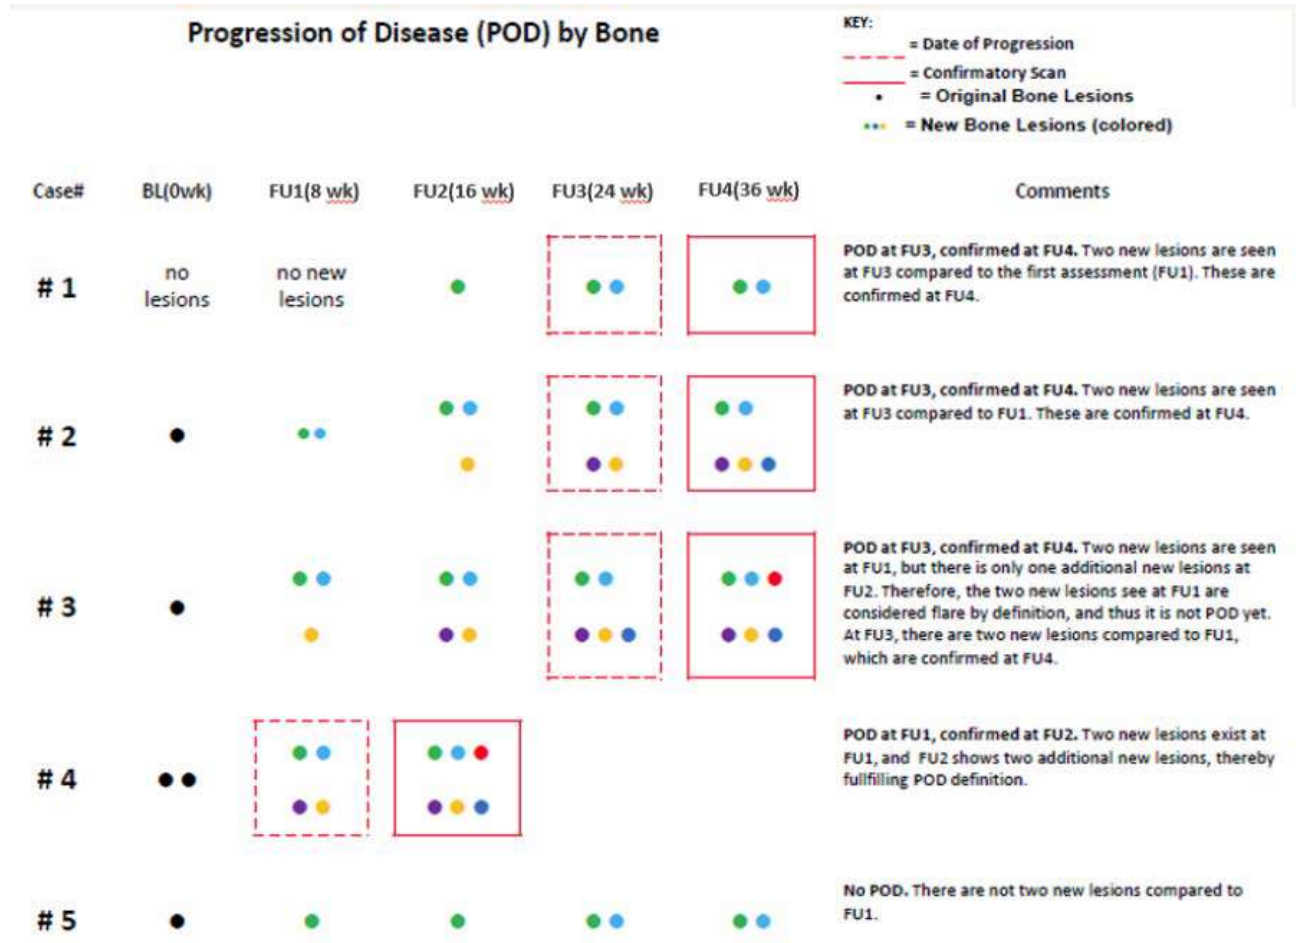 Progression of Disease (POD) by Bone
KEY:
= Date of Progression
= Confirmatory Scan
= Original Bone Lesions
= New Bone Lesions (colored)
Case# BL(0wk) FU1(8 wk) FU2(16 wk) FU3(24 wk) FU4(36 wk) Comments
# 1
no
lesions
no new
lesions
POD at FU3, confirmed at FU4. Two new lesions are seen
at FU3 compared to the first assessment (FU1). These are
confirmed at FU4.
# 2
POD at FU3, confirmed at FU4. Two new lesions are seen
at FU3 compared to FU1. These are confirmed at FU4.
# 3
POD at FU3, confirmed at FU4. Two new lesions are seen
at FU1, but there is only one additional new lesions at
FU2. Therefore, the two new lesions see at FU1 are
considered flare by definition, and thus it is not POD yet.
At FU3, there are two new lesions compared to FU1,
which are confirmed at FU4.
# 4
POD at FU1, confirmed at FU2. Two new lesions exist at
FU1, and FU2 shows two additional new lesions, thereby
fullfilling POD definition.
# 5
No POD. There are not two new lesions compared to
FU1.